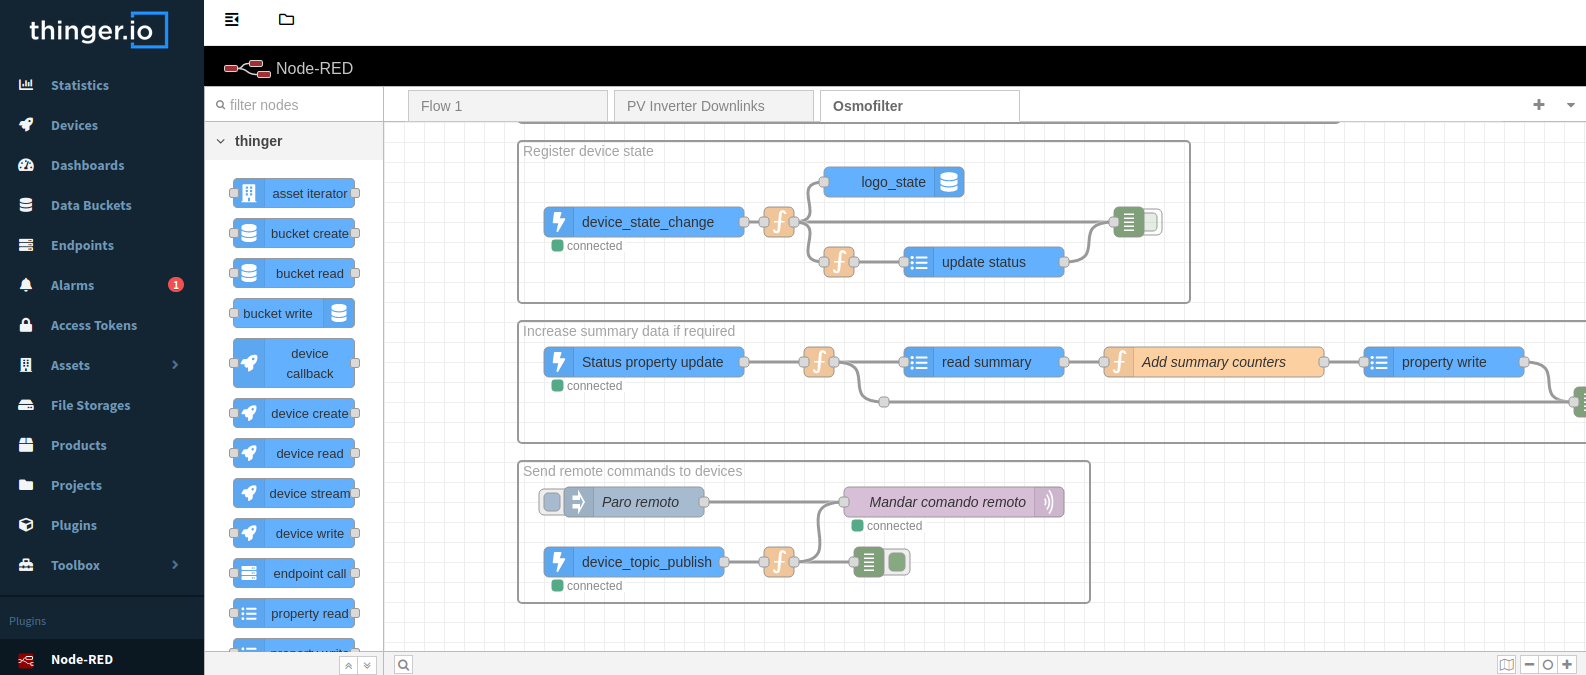 thinger.io
Statistics
Devices
Dashboards
Data Buckets
Endpoints
Alarms
1
Access Tokens
Assets
File Storages
Products
Projects
Plugins
Toolbox
Plugins
Node-RED
Node-RED
filter nodes
thinger
asset iterator
bucket create
bucket read
bucket write
device
callback
device create
device read
device stream
device write
endpoint call
property read
property write
Flow 1
PV Inverter Downlinks
Osmofilter
Register device state
logo_state
device_state_change
connected
update status
Increase summary data if required
Status property update
connected
read summary
Add summary counters
property write
Send remote commands to devices
Paro remoto
Mandar comando remoto
connected
device_topic_publish
connected